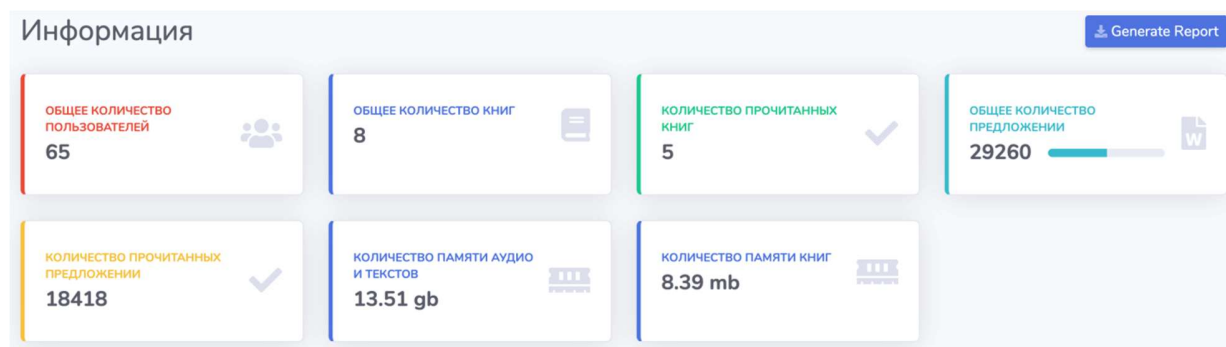 Информация
Generate Report
ОБЩЕЕ КОЛИЧЕСТВО
ПОЛЬЗОВАТЕЛЕЙ
65
ОБЩЕЕ КОЛИЧЕСТВО КНИГ
8
КОЛИЧЕСТВО ПРОЧИТАННЫХ
КНИГ
5
ОБЩЕЕ КОЛИЧЕСТВО
ПРЕДЛОЖЕНИИ
29260
W
КОЛИЧЕСТВО ПРОЧИТАННЫХ
ПРЕДЛОЖЕНИИ
18418
КОЛИЧЕСТВО ПАМЯТИ АУДИО
И ТЕКСТОВ
13.51 gb
КОЛИЧЕСТВО ПАМЯТИ КНИГ
8.39 mb